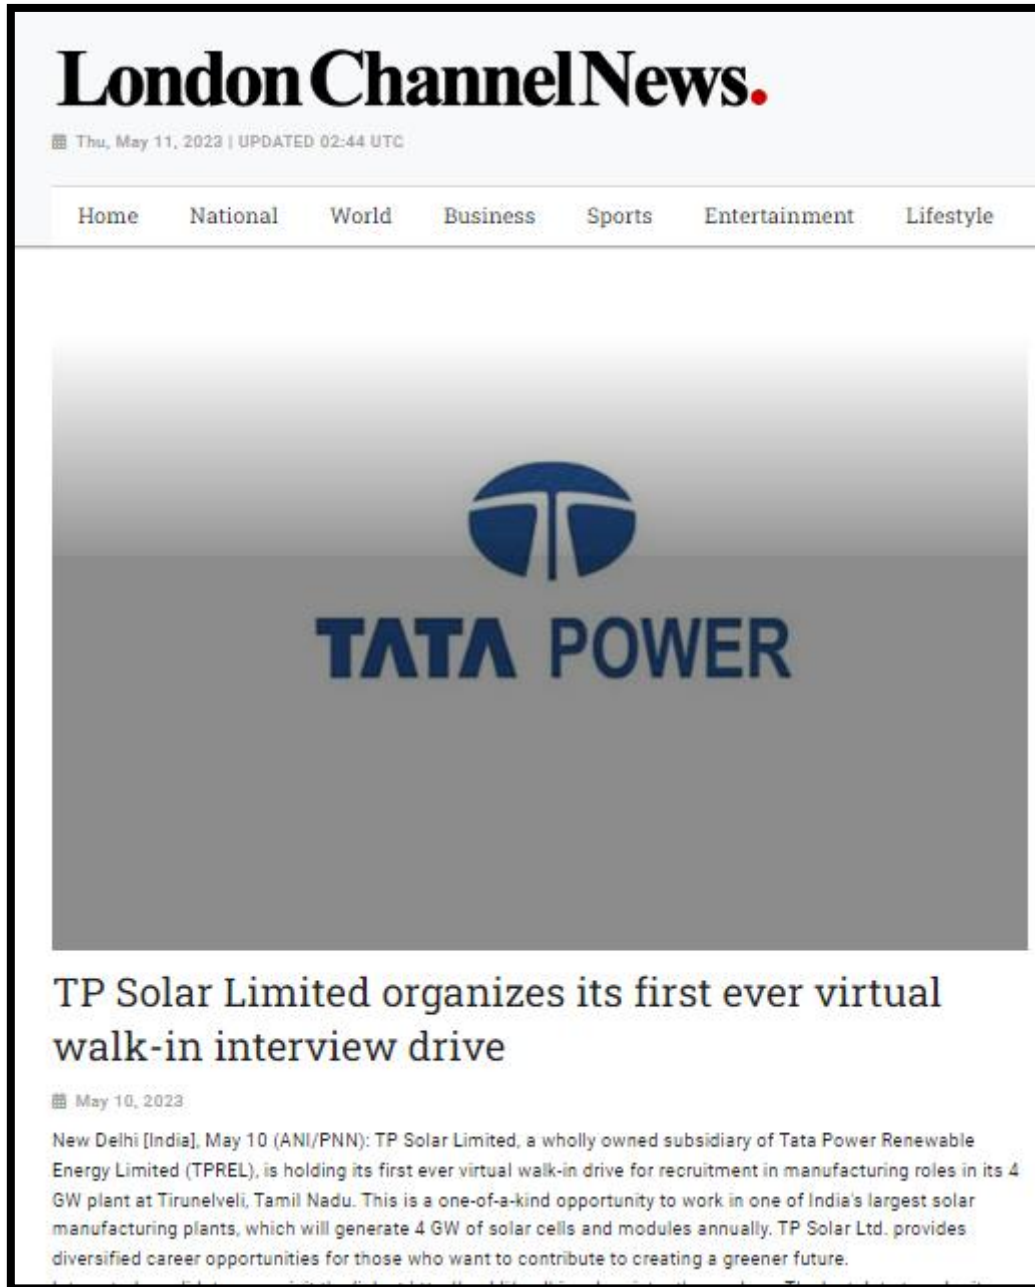 London Channel News.
Thu, May 11, 2023 | UPDATED 02:44 UTC
Home National World Business Sports Entertainment Lifestyle
TATA POWER
TP Solar Limited organizes its first ever virtual
walk-in interview drive
May 10, 2023
New Delhi [India], May 10 (ANI/PNN): TP Solar Limited, a wholly owned subsidiary of Tata Power Renewable
Energy Limited (TPREL), is holding its first ever virtual walk-in drive for recruitment in manufacturing roles in its 4
GW plant at Tirunelveli, Tamil Nadu. This is a one-of-a-kind opportunity to work in one of India's largest solar
manufacturing plants, which will generate 4 GW of solar cells and modules annually. TP Solar Ltd. provides
diversified career opportunities for those who want to contribute to creating a greener future.